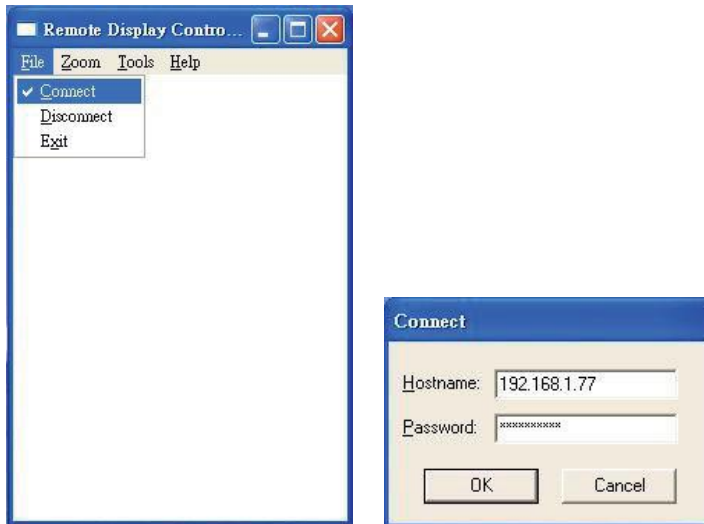 Remote Display Contro...
File Zoom Tools Help
Connect
Disconnect
Exit
Connect
Hostname: 192.168.1.77
Password: **********
OK Cancel